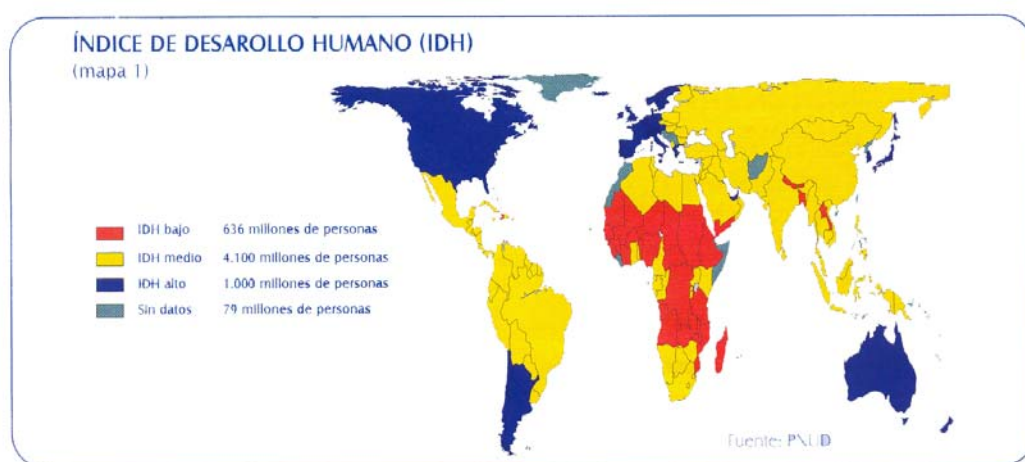 ÍNDICE DE DESAROLLO HUMANO (IDH)
(mapa 1)
IDH bajo 636 millones de personas
IDH medio 4.100 millones de personas
IDH alto 1.000 millones de personas
Sin datos 79 millones de personas
Fuente: PNUD